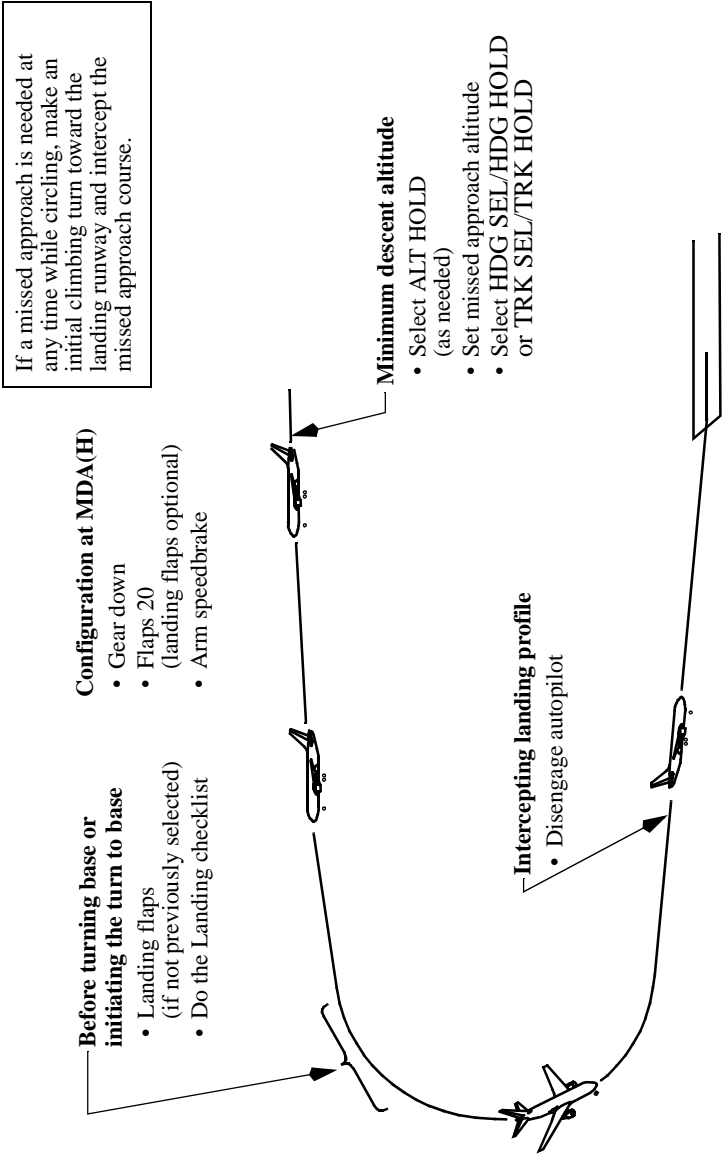 If a missed approach is needed at
any time while circling, make an
initial climbing turn toward the
landing runway and intercept the
missed approach course.
Before turning base or
initiating the turn to base
• Landing flaps
(if not previously selected)
• Do the Landing checklist
Configuration at MDA(H)
• Gear down
• Flaps 20
(landing flaps optional)
• Arm speedbrake
Minimum descent altitude
• Select ALT HOLD
(as needed)
• Set missed approach altitude
• Select HDG SEL/HDG HOLD
or TRK SEL/TRK HOLD
Intercepting landing profile
• Disengage autopilot